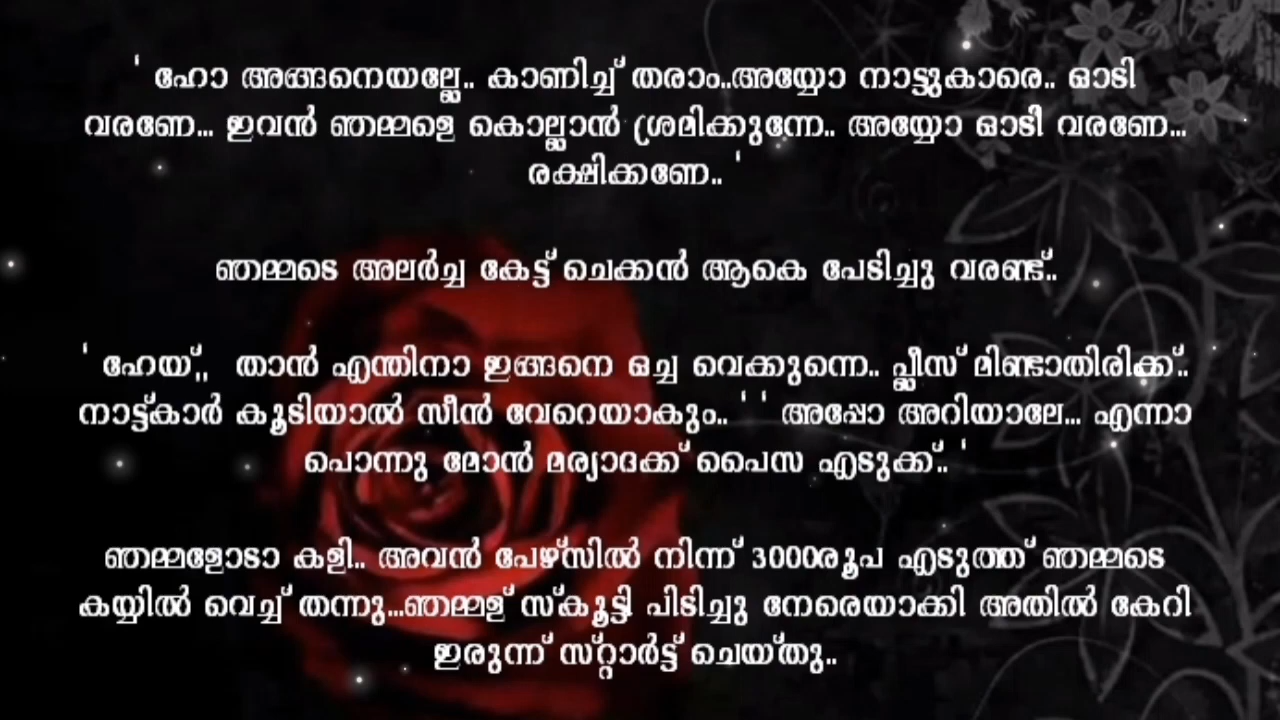 ' ഹോ അങ്ങനെയല്ലേ.. കാണിച്ച് തരാം..അയ്യോ നാട്ടുകാരെ.. ഓടി
വരണേ... ഇവൻ ഞമ്മളെ കൊല്ലാൻ ശ്രമിക്കുന്നേ.. അയ്യോ ഓടീ വരണേ...
രക്ഷിക്കണേ.. '
ഞമ്മടെ അലർച്ച കേട്ട് ചെക്കൻ ആകെ പേടിച്ചു വരണ്ട്..
' ഹേയ്,, താൻ എന്തിനാ ഇങ്ങനെ ഒച്ച വെക്കുന്നെ.. പ്ലീസ് മിണ്ടാതിരിക്ക്..
നാട്ട്കാർ കൂടിയാൽ സീൻ വേറെയാകും.. ' ' അപ്പോ അറിയാലേ... എന്നാ
പൊന്നു മോൻ മര്യാദക്ക് പൈസ എടുക്ക്.. '
ഞമ്മളോടാ കളി.. അവൻ പേഴ്സിൽ നിന്ന് 3000രൂപ എടുത്ത് ഞമ്മടെ
കയ്യിൽ വെച്ച് തന്നു...ഞമ്മള് സ്കൂട്ടി പിടിച്ചു നേരെയാക്കി അതിൽ കേറി
ഇരുന്ന് സ്റ്റാർട്ട് ചെയ്തു..